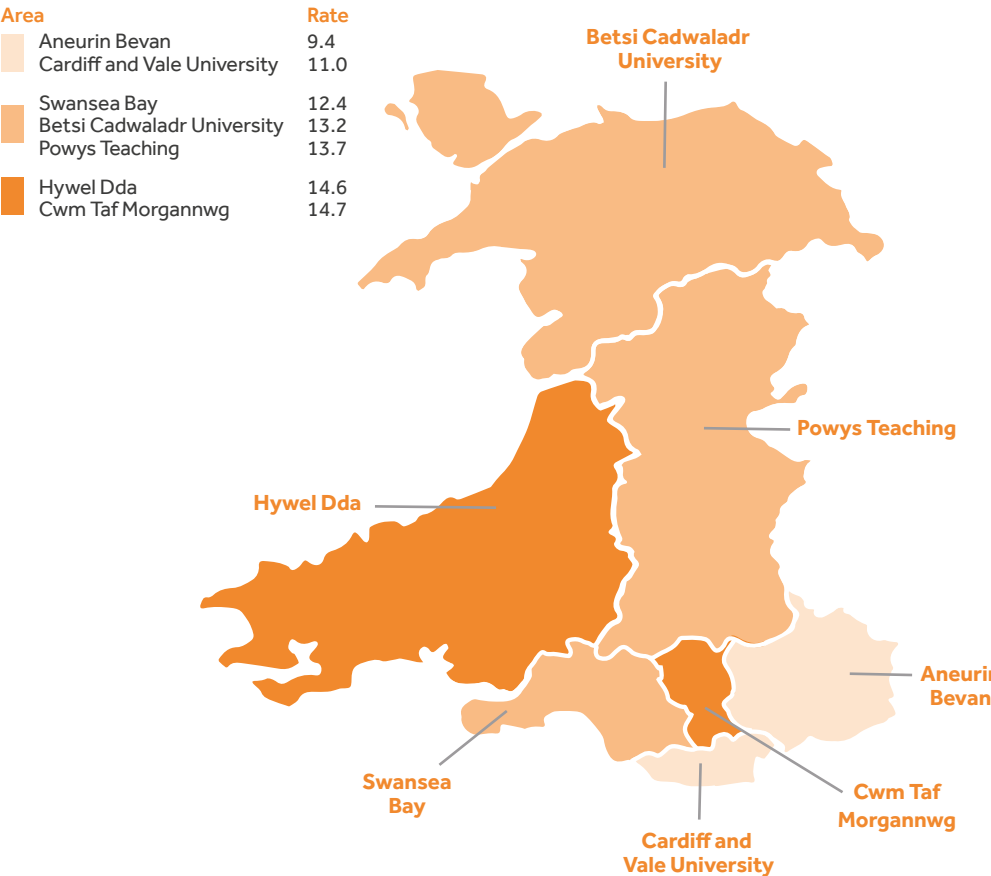 Area Rate
Aneurin Bevan 9.4
Cardiff and Vale University 11.0
Swansea Bay 12.4
Betsi Cadwaladr University 13.2
Powys Teaching 13.7
Hywel Dda 14.6
Cwm Taf Morgannwg 14.7
Betsi Cadwaladr
University
Powys Teaching
Hywel Dda
Aneuri
Bevan
Swansea
Bay
Cwm Taf
Morgannwg
Cardiff and
Vale University